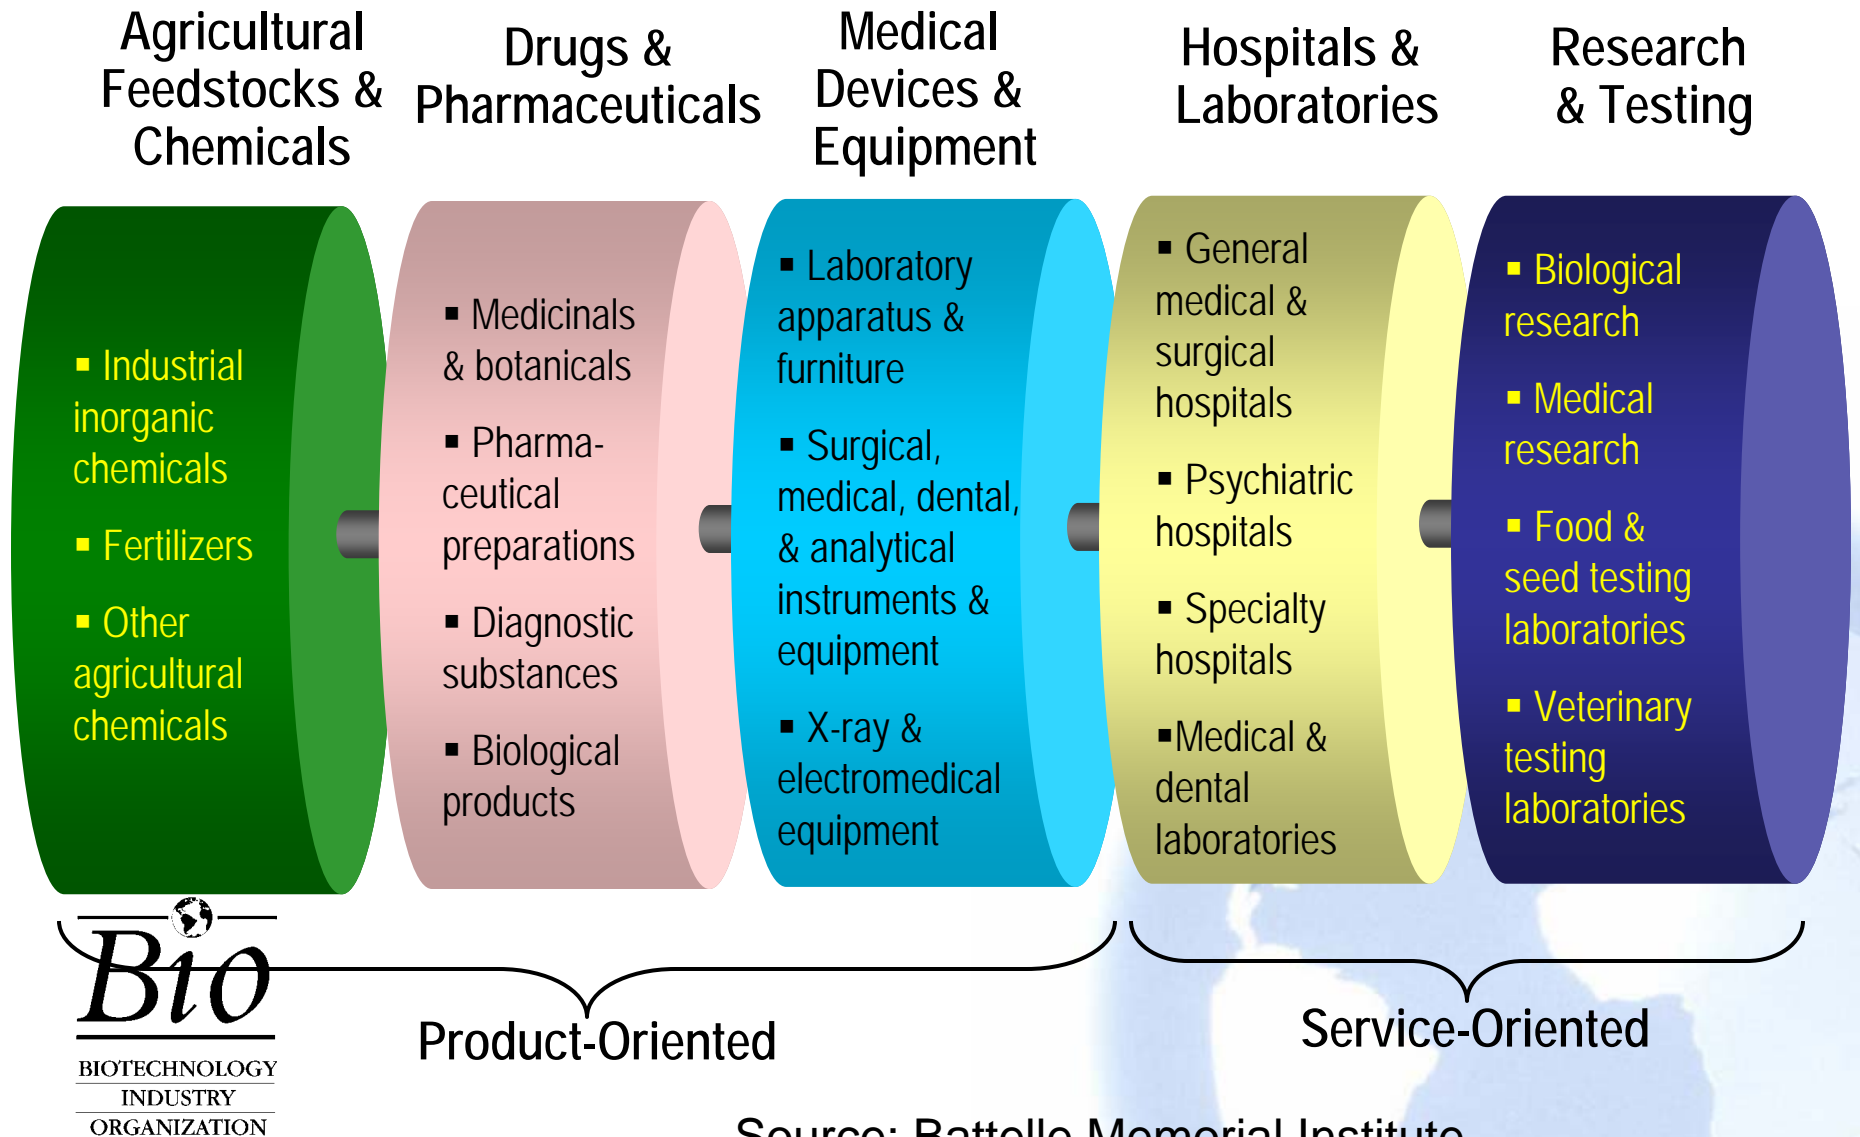 Agricultural
Feedstocks &
Chemicals
Drugs &
Pharmaceuticals
Medical
Devices &
Equipment
Hospitals &
Laboratories
Research
& Testing
▪ Industrial
inorganic
chemicals
▪ Fertilizers
▪ Other
agricultural
chemicals
▪ Medicinals
& botanicals
▪ Pharma-
ceutical
preparations
▪ Diagnostic
substances
▪ Biological
products
▪ Laboratory
apparatus &
furniture
▪ Surgical,
medical, dental,
& analytical
instruments &
equipment
▪ X-ray &
electromedical
equipment
▪ General
medical &
surgical
hospitals
▪ Psychiatric
hospitals
▪ Specialty
hospitals
▪Medical &
dental
laboratories
▪ Biological
research
▪ Medical
research
▪ Food &
seed testing
laboratories
▪ Veterinary
testing
laboratories
Product-Oriented
Service-Oriented
Bio
BIOTECHNOLOGY
INDUSTRY
ORGANIZATION
Source: Battelle Memorial Institute